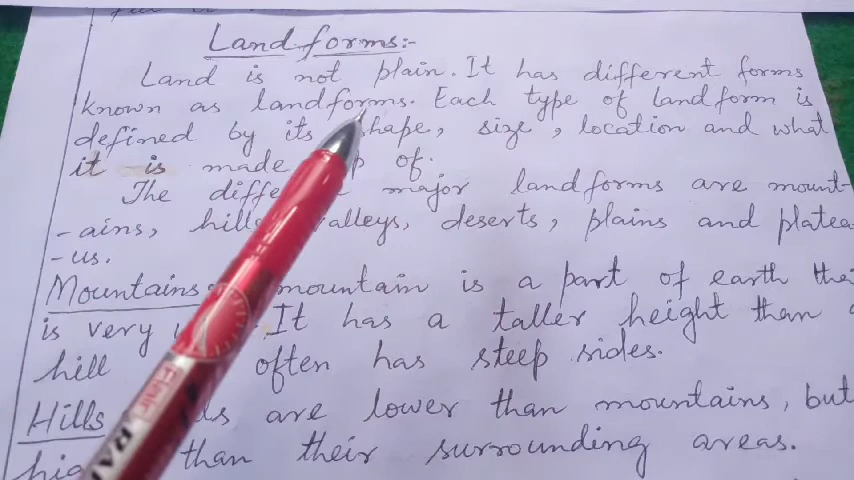 Landforms:-
Land is not plain. It has different forms
known as landforms. Each type of landform is
defined by its shape, size, location and what
it is made of.
The major landforms are mount-
-ains, hills valleys, deserts, plains and platea
-us.
Mountains mountain is a part of earth
is very It has a taller height than
hill often has steep sides.
Hills are lower than mountains, but
than their surrounding areas.
Flair